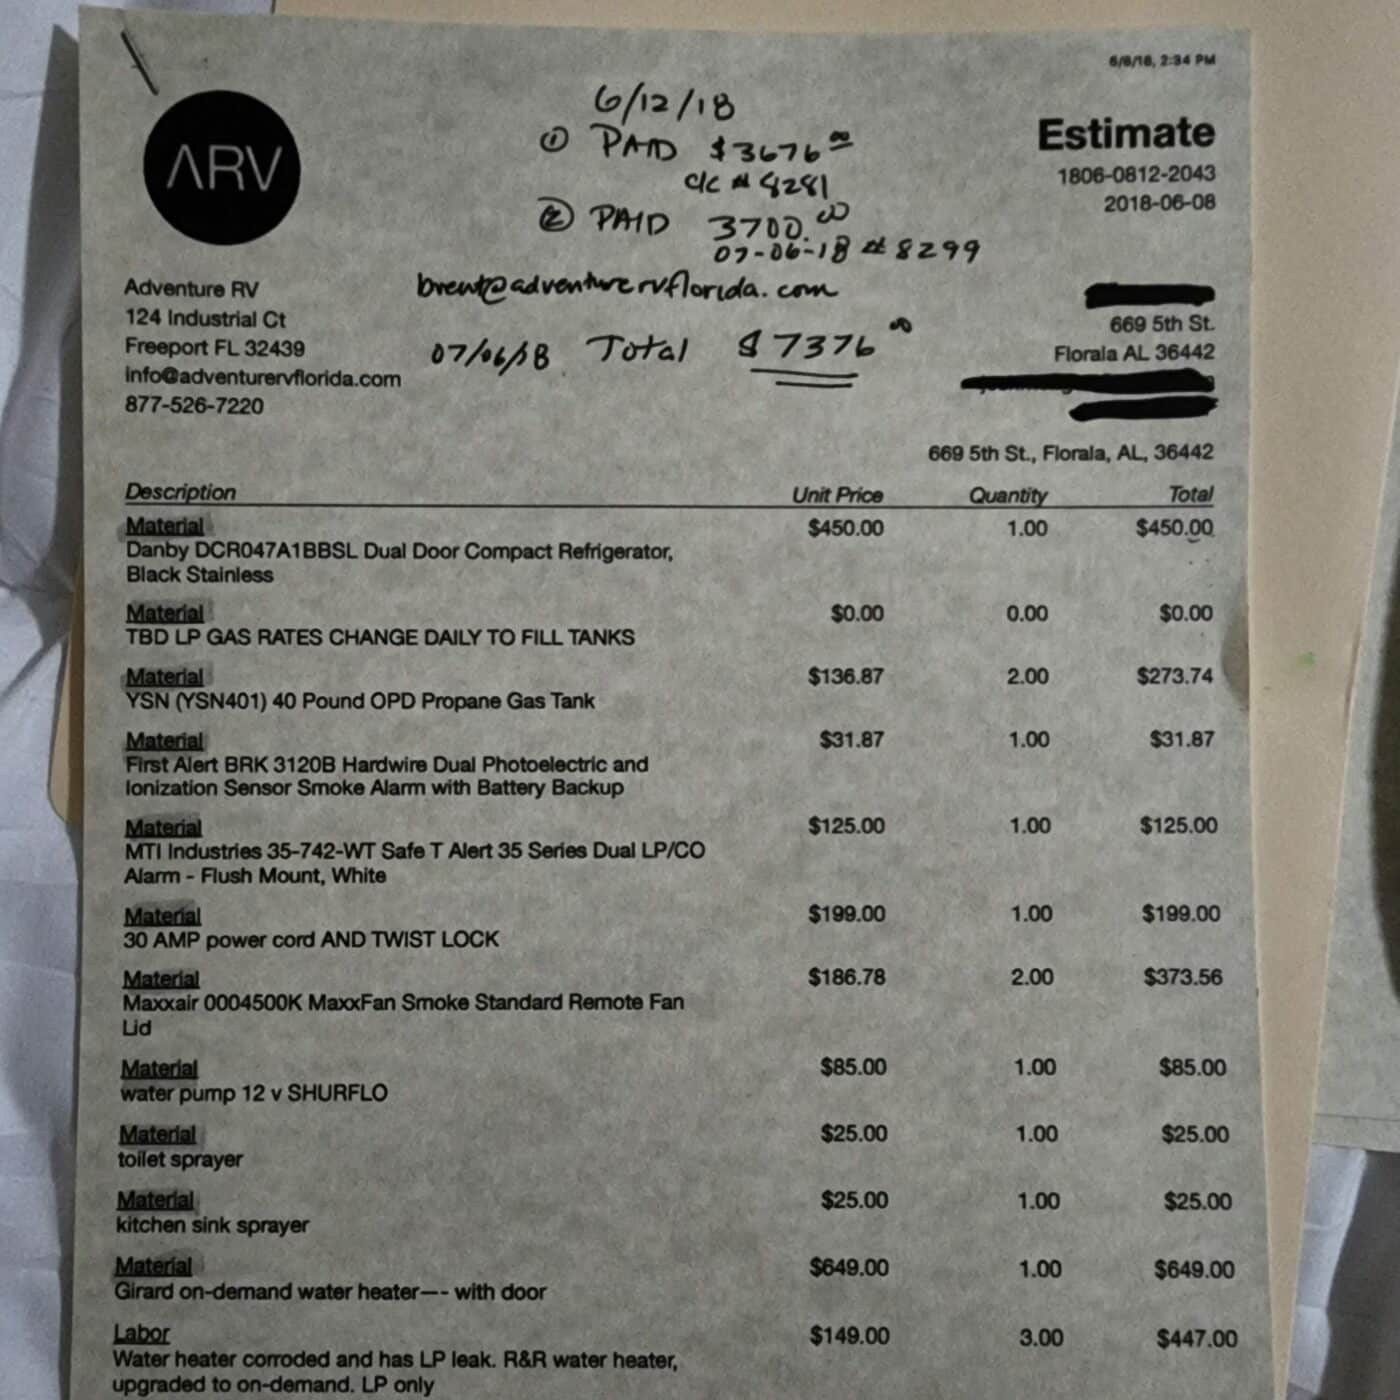 6/8/18, 2:34 PM
ARV
6/12/18
① PAID $3676.00
c/c # 8281
② PAID 3700.00
07-06-18 # 8299
brent@adventurervflorida.com
07/06/18 Total $7376.00
Estimate
1806-0812-2043
2018-06-08
Adventure RV
124 Industrial Ct
Freeport FL 32439
info@adventurervflorida.com
877-526-7220
669 5th St.
Florala AL 36442
669 5th St., Florala, AL, 36442
Description Unit Price Quantity Total
Material $450.00 1.00 $450.00
Danby DCR047A1BBSL Dual Door Compact Refrigerator,
Black Stainless
Material $0.00 0.00 $0.00
TBD LP GAS RATES CHANGE DAILY TO FILL TANKS
Material $136.87 2.00 $273.74
YSN (YSN401) 40 Pound OPD Propane Gas Tank
Material $31.87 1.00 $31.87
First Alert BRK 3120B Hardwire Dual Photoelectric and
Ionization Sensor Smoke Alarm with Battery Backup
Material $125.00 1.00 $125.00
MTI Industries 35-742-WT Safe T Alert 35 Series Dual LP/CO
Alarm - Flush Mount, White
Material $199.00 1.00 $199.00
30 AMP power cord AND TWIST LOCK
Material $186.78 2.00 $373.56
Maxxair 0004500K MaxxFan Smoke Standard Remote Fan
Lid
Material $85.00 1.00 $85.00
water pump 12 v SHURFLO
Material $25.00 1.00 $25.00
toilet sprayer
Material $25.00 1.00 $25.00
kitchen sink sprayer
Material $649.00 1.00 $649.00
Girard on-demand water heater—- with door
Labor $149.00 3.00 $447.00
Water heater corroded and has LP leak. R&R water heater,
upgraded to on-demand. LP only